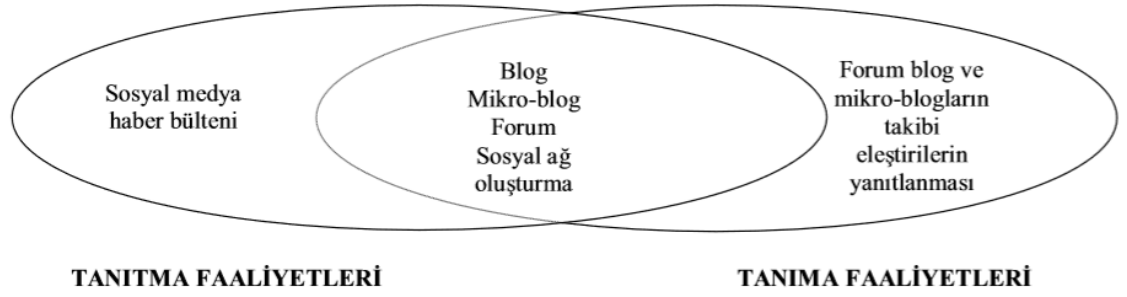 Sosyal medya
haber bülteni
Blog
Mikro-blog
Forum
Sosyal ağ
oluşturma
Forum blog ve
mikro-blogların
takibi
eleştirilerin
yanıtlanması
TANITMA FAALİYETLERİ
TANIMA FAALİYETLERİ